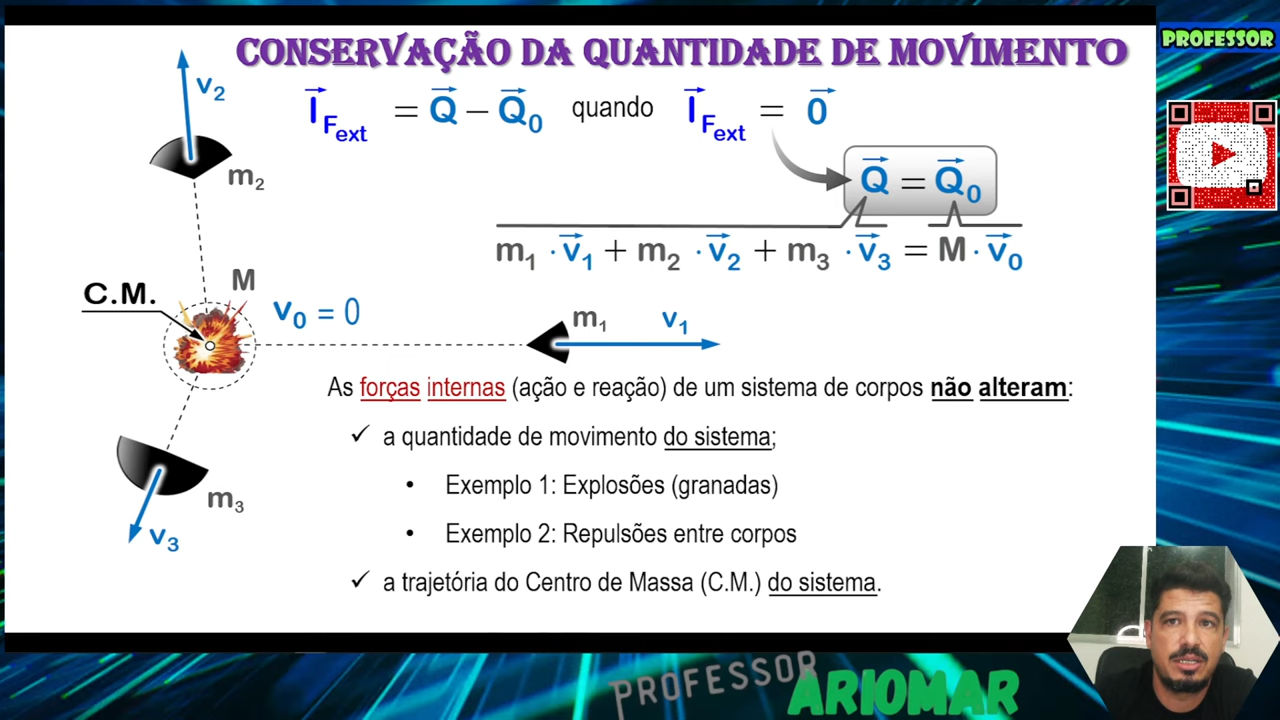 CONSERVAÇÃO DA QUANTIDADE DE MOVIMENTO
PROFESSOR
I Fext = Q – Q0 quando I Fext = 0
Q = Q0
m1 · v1 + m2 · v2 + m3 · v3 = M · v0
v2
m2
M
C.M.
v0 = 0
m1
v1
m3
v3
As forças internas (ação e reação) de um sistema de corpos não alteram:
✓ a quantidade de movimento do sistema;
• Exemplo 1: Explosões (granadas)
• Exemplo 2: Repulsões entre corpos
✓ a trajetória do Centro de Massa (C.M.) do sistema.
PROFESSOR
ARIOMAR